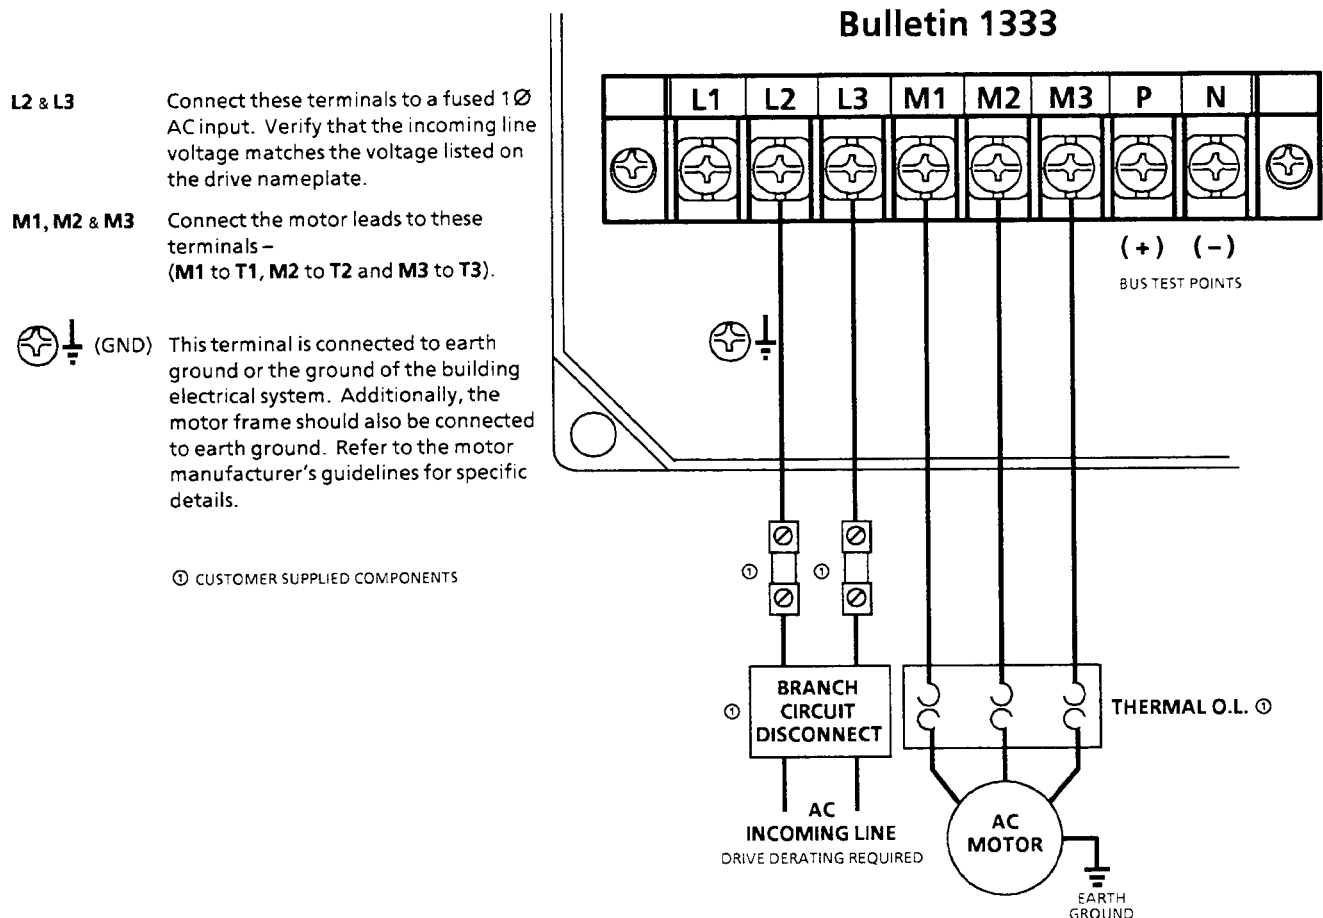 Bulletin 1333
L2 & L3 Connect these terminals to a fused 1Ø
AC input. Verify that the incoming line
voltage matches the voltage listed on
the drive nameplate.
M1, M2 & M3 Connect the motor leads to these
terminals –
(M1 to T1, M2 to T2 and M3 to T3).
(GND) This terminal is connected to earth
ground or the ground of the building
electrical system. Additionally, the
motor frame should also be connected
to earth ground. Refer to the motor
manufacturer's guidelines for specific
details.
① CUSTOMER SUPPLIED COMPONENTS
L1 L2 L3 M1 M2 M3 P N
(+) (–)
BUS TEST POINTS
① ①
①
BRANCH
CIRCUIT
DISCONNECT
THERMAL O.L. ①
AC
INCOMING LINE
DRIVE DERATING REQUIRED
AC
MOTOR
EARTH
GROUND